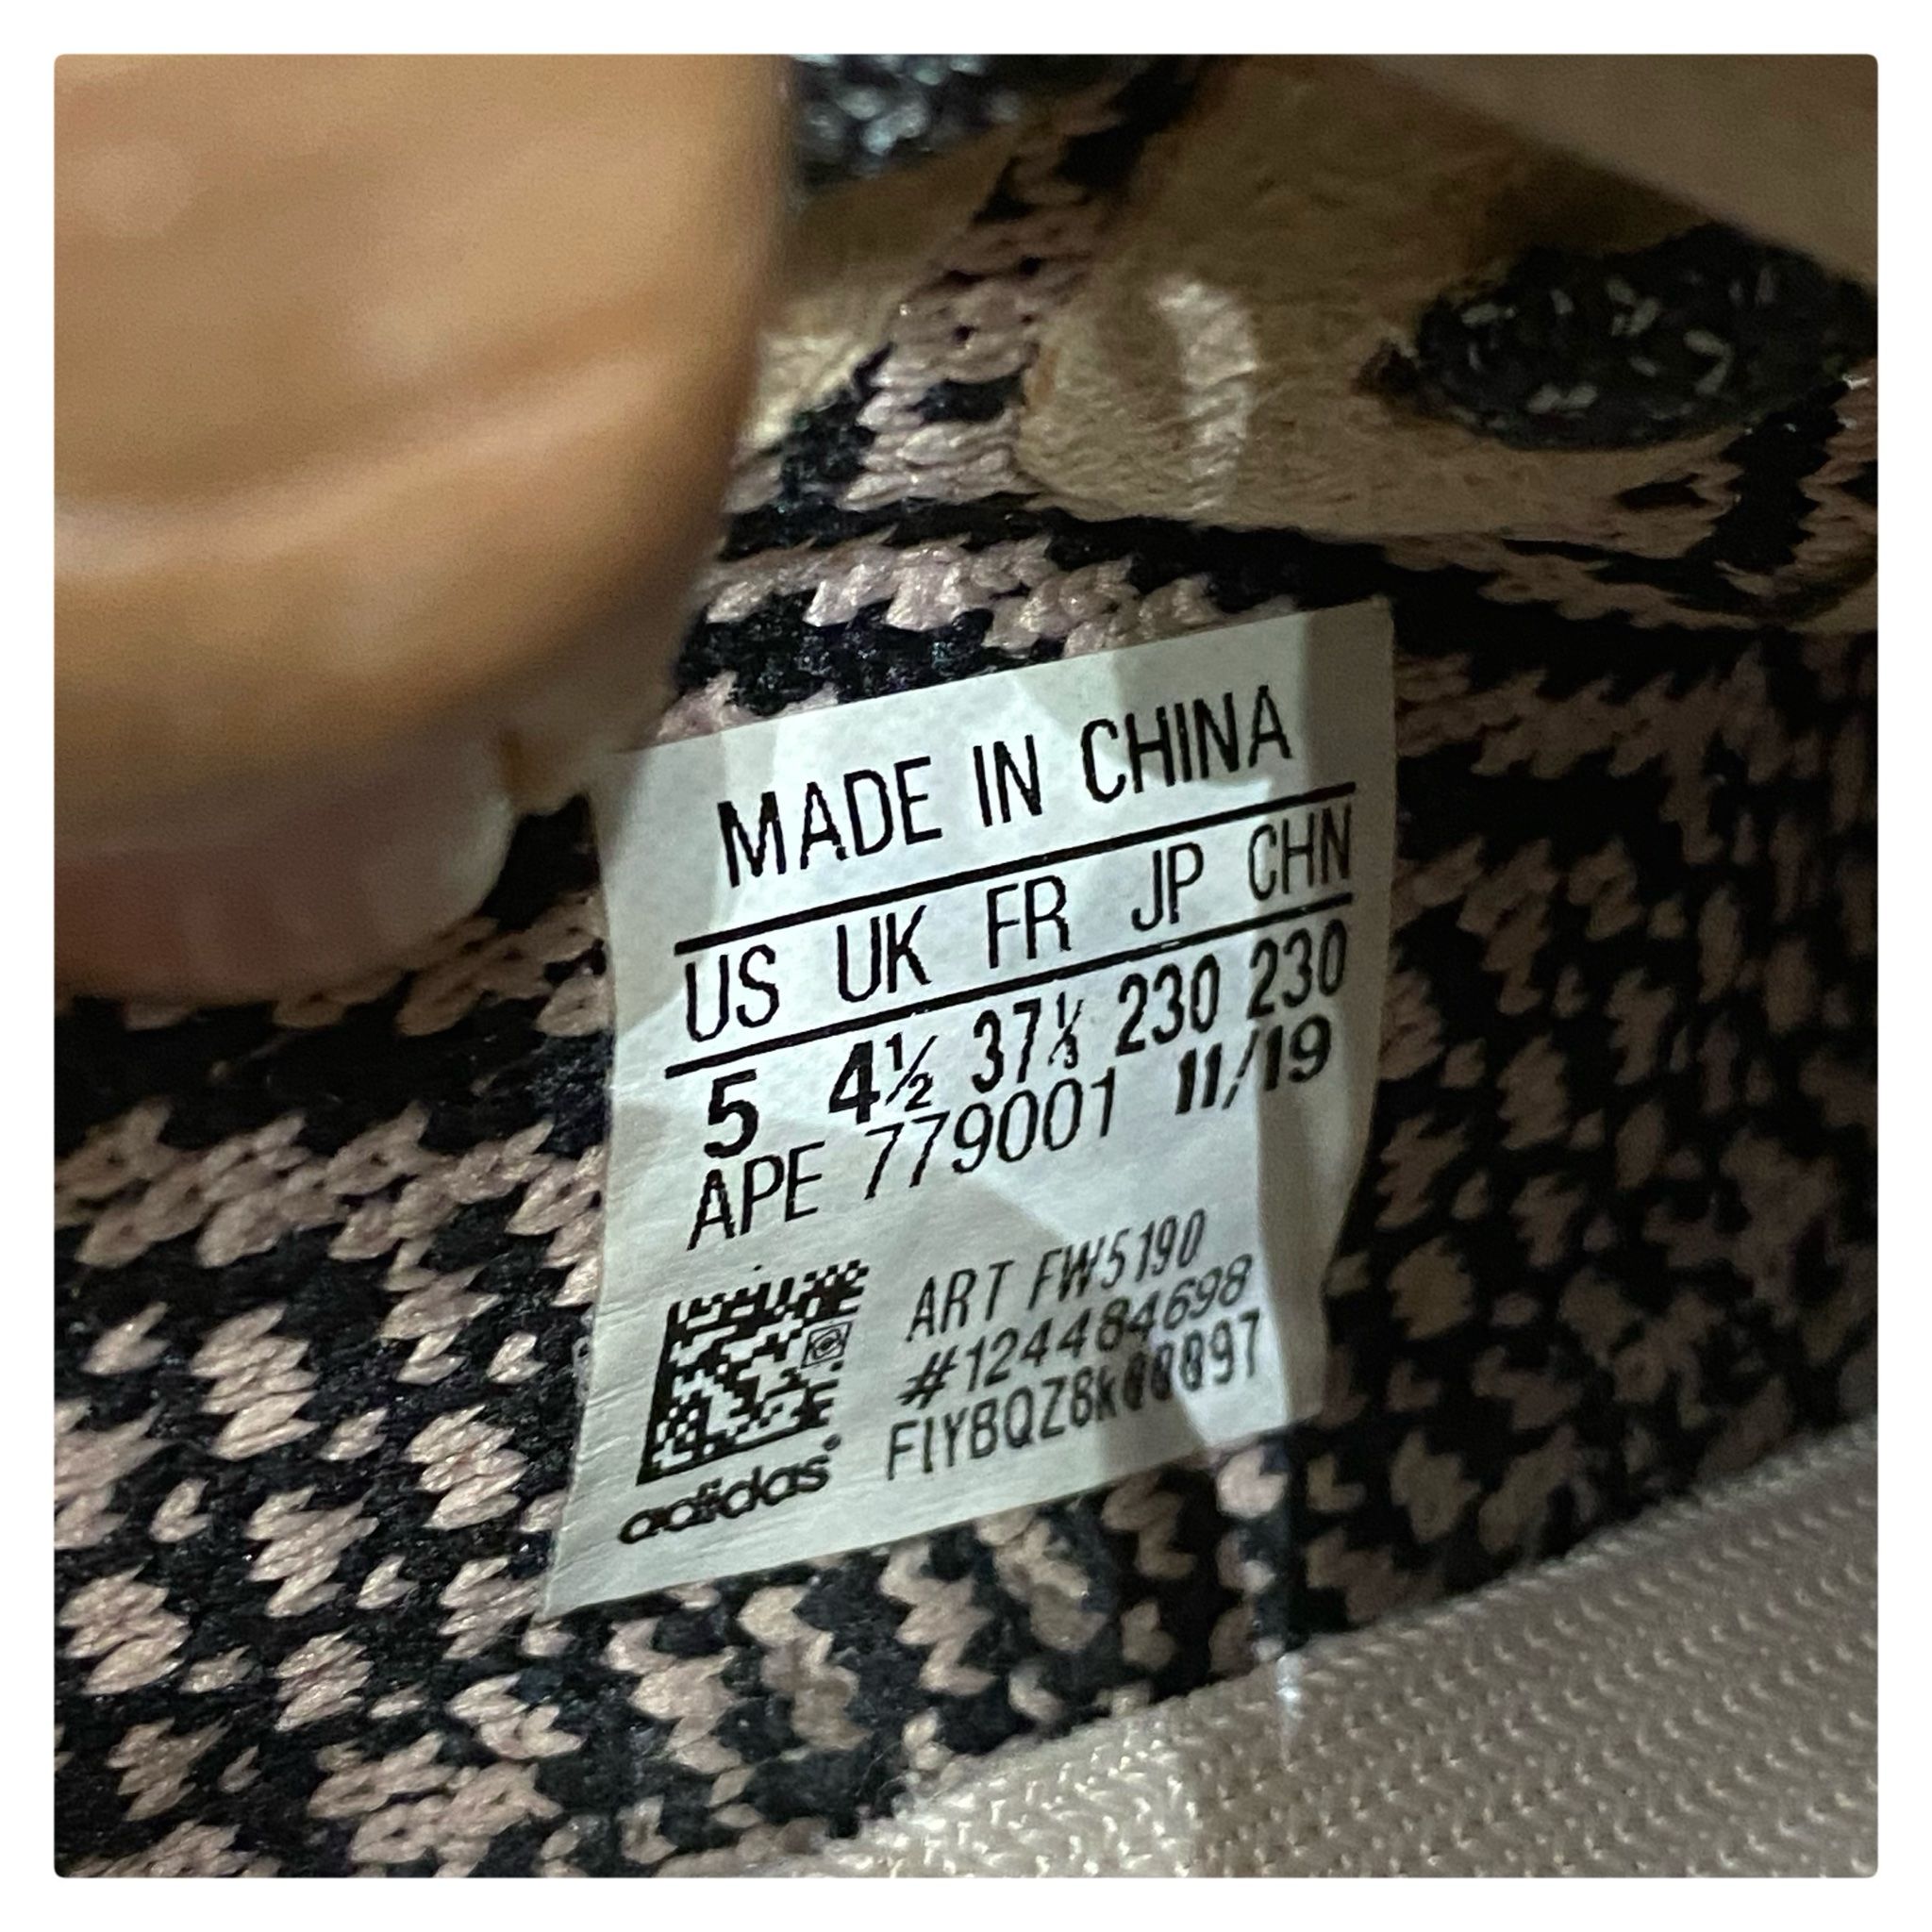 MADE IN CHINA
US UK FR JP CHN
5 4½ 37⅓ 230 230
APE 779001 11/19
ART FW5190
#124484698
adidas®